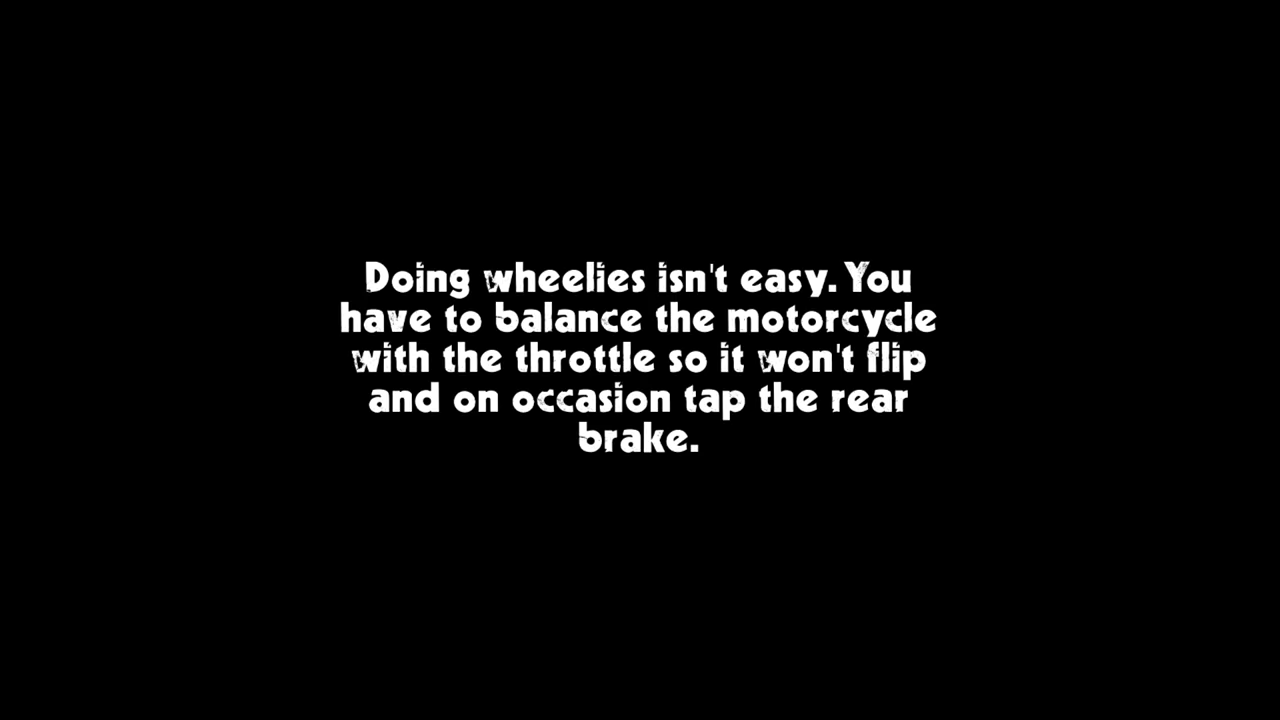 Doing wheelies isn't easy. You
have to balance the motorcycle
with the throttle so it won't flip
and on occasion tap the rear
brake.